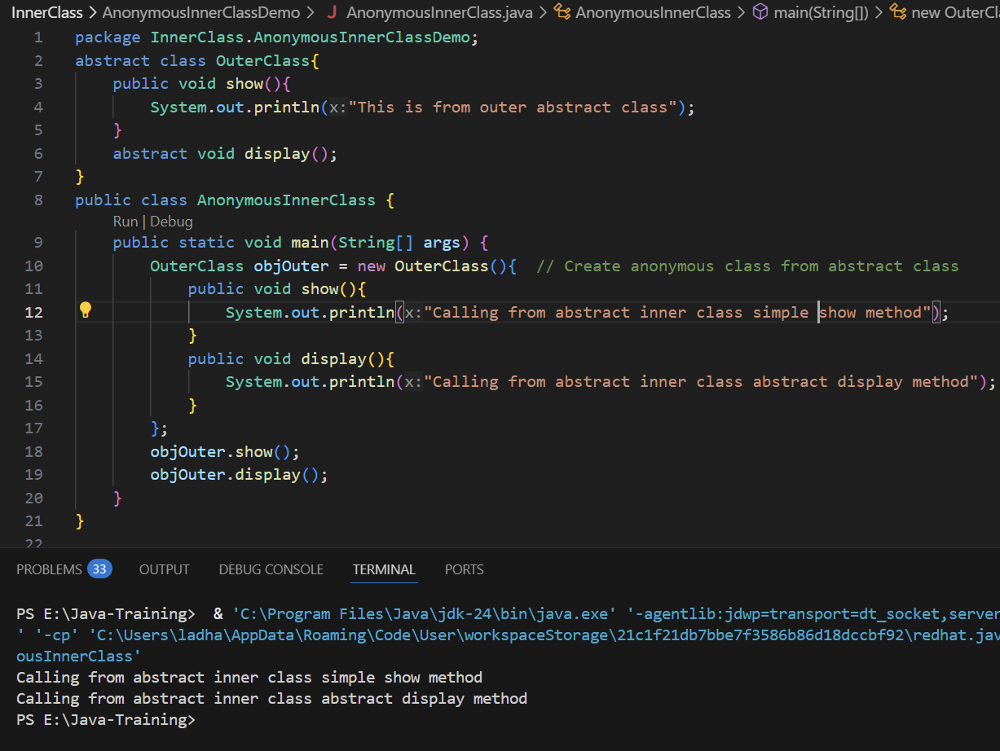 InnerClass > AnonymousInnerClassDemo > J AnonymousInnerClass.java > AnonymousInnerClass > main(String[]) > new OuterCl
1 package InnerClass.AnonymousInnerClassDemo;
2 abstract class OuterClass{
3 public void show(){
4 System.out.println(x:"This is from outer abstract class");
5 }
6 abstract void display();
7 }
8 public class AnonymousInnerClass {
Run | Debug
9 public static void main(String[] args) {
10 OuterClass objOuter = new OuterClass(){ // Create anonymous class from abstract class
11 public void show(){
12 System.out.println(x:"Calling from abstract inner class simple show method");
13 }
14 public void display(){
15 System.out.println(x:"Calling from abstract inner class abstract display method");
16 }
17 };
18 objOuter.show();
19 objOuter.display();
20 }
21 }
22
PROBLEMS 33 OUTPUT DEBUG CONSOLE TERMINAL PORTS
PS E:\Java-Training>  & 'C:\Program Files\Java\jdk-24\bin\java.exe' '-agentlib:jdwp=transport=dt_socket,server
' '-cp' 'C:\Users\ladha\AppData\Roaming\Code\User\workspaceStorage\21c1f21db7bbe7f3586b86d18dccbf92\redhat.jav
ousInnerClass'
Calling from abstract inner class simple show method
Calling from abstract inner class abstract display method
PS E:\Java-Training>